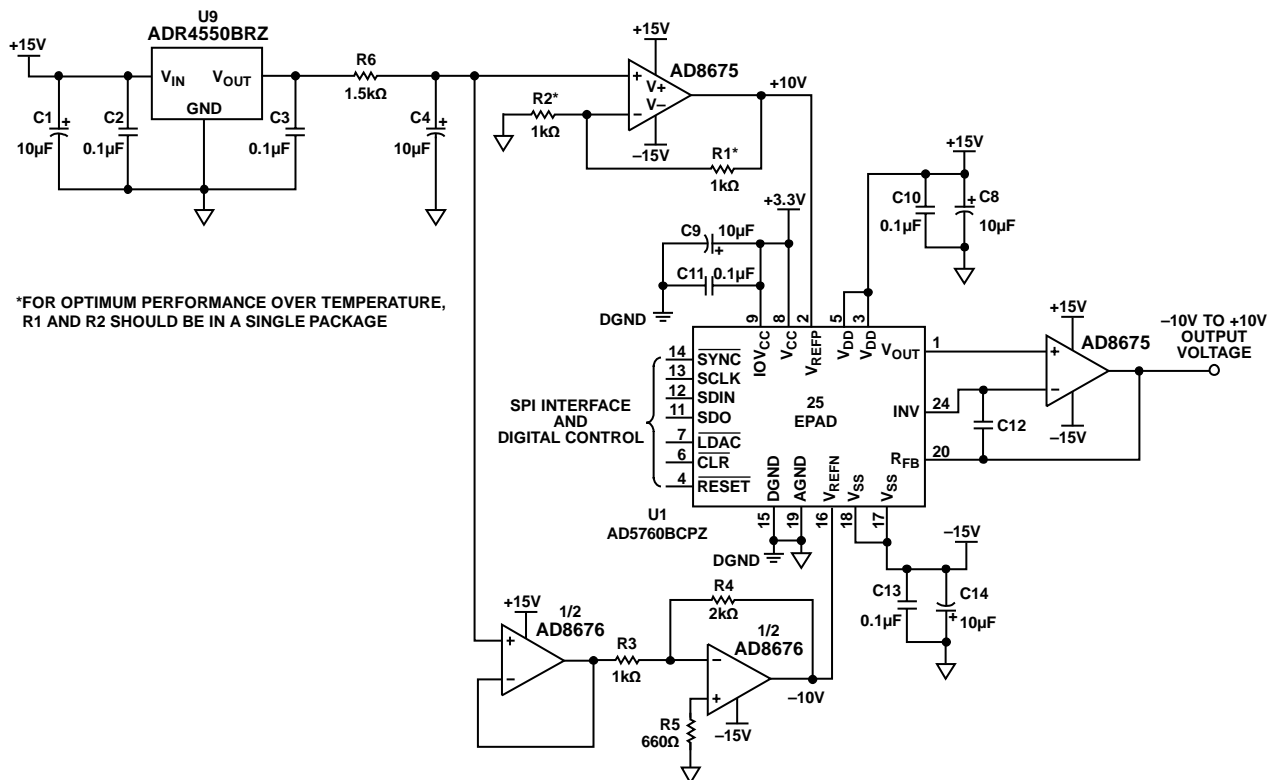 U9
ADR4550BRZ
+15V
VIN
VOUT
GND
C1
10µF
+
C2
0.1µF
C3
0.1µF
R6
1.5kΩ
C4
10µF
+
+15V
AD8675
+
V+
V–
–
–15V
+10V
R2*
1kΩ
R1*
1kΩ
+3.3V
C9
10µF
+
C11
0.1µF
DGND
+15V
C10
0.1µF
C8
10µF
+
*FOR OPTIMUM PERFORMANCE OVER TEMPERATURE,
R1 AND R2 SHOULD BE IN A SINGLE PACKAGE
9
8
2
5
3
IOVCC
VCC
VREFP
VDD
VDD
14
SYNC
13
SCLK
12
SDIN
11
SDO
7
LDAC
6
CLR
4
RESET
SPI INTERFACE
AND
DIGITAL CONTROL
25
EPAD
VOUT
1
INV
24
RFB
20
DGND
AGND
VREFN
VSS
VSS
15
19
16
18
17
U1
AD5760BCPZ
DGND
C12
+15V
AD8675
+
–
–15V
–10V TO +10V
OUTPUT
VOLTAGE
–15V
C13
0.1µF
C14
10µF
+
+15V
1/2
AD8676
+
–
R3
1kΩ
R4
2kΩ
1/2
AD8676
–
+
–15V
–10V
R5
660Ω